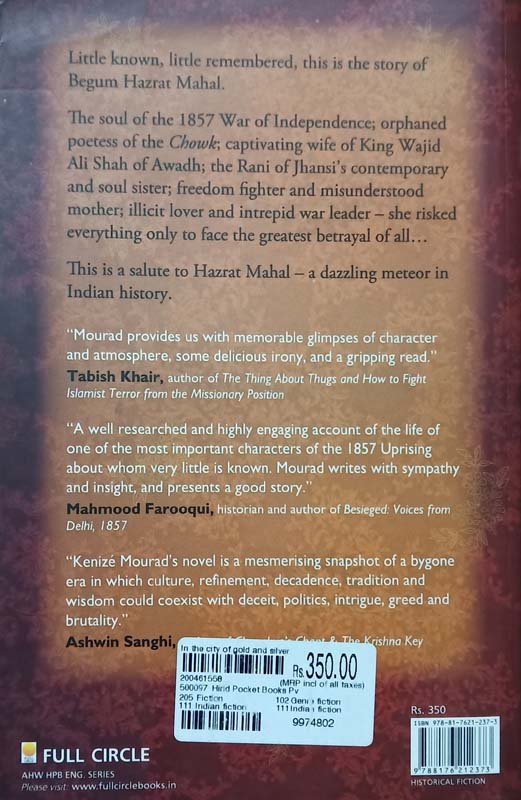 Little known, little remembered, this is the story of
Begum Hazrat Mahal.
The soul of the 1857 War of Independence; orphaned
poetess of the Chowk; captivating wife of King Wajid
Ali Shah of Awadh; the Rani of Jhansi's contemporary
and soul sister; freedom fighter and misunderstood
mother; illicit lover and intrepid war leader – she risked
everything only to face the greatest betrayal of all…
This is a salute to Hazrat Mahal – a dazzling meteor in
Indian history.
“Mourad provides us with memorable glimpses of character
and atmosphere, some delicious irony, and a gripping read.”
Tabish Khair, author of The Thing About Thugs and How to Fight
Islamist Terror from the Missionary Position
“A well researched and highly engaging account of the life of
one of the most important characters of the 1857 Uprising
about whom very little is known. Mourad writes with sympathy
and insight, and presents a good story.”
Mahmood Farooqui, historian and author of Besieged: Voices from
Delhi, 1857
“Kenizé Mourad's novel is a mesmerising snapshot of a bygone
era in which culture, refinement, decadence, tradition and
wisdom could coexist with deceit, politics, intrigue, greed and
brutality.”
Ashwin Sanghi, & The Krishna Key
In the city of gold and silver
Rs. 350.00
200461550
(MRP incl of all taxes)
500097 Hind Pocket Books Pv
205 Fiction
111 Indian fiction
9974802
Rs. 350
ISBN 978-81-7621-237-3
9788176212373
HISTORICAL FICTION
FULL CIRCLE
AHW HPB ENG. SERIES
Please visit: www.fullcirclebooks.in